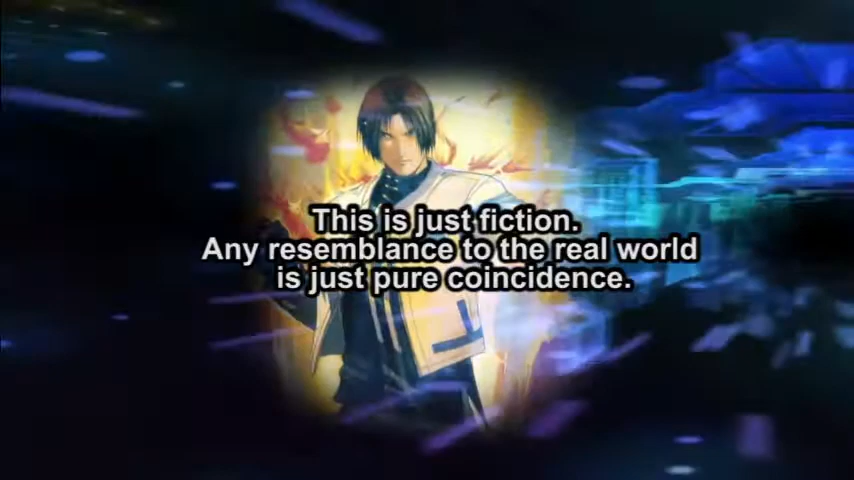 This is just fiction.
Any resemblance to the real world
is just pure coincidence.